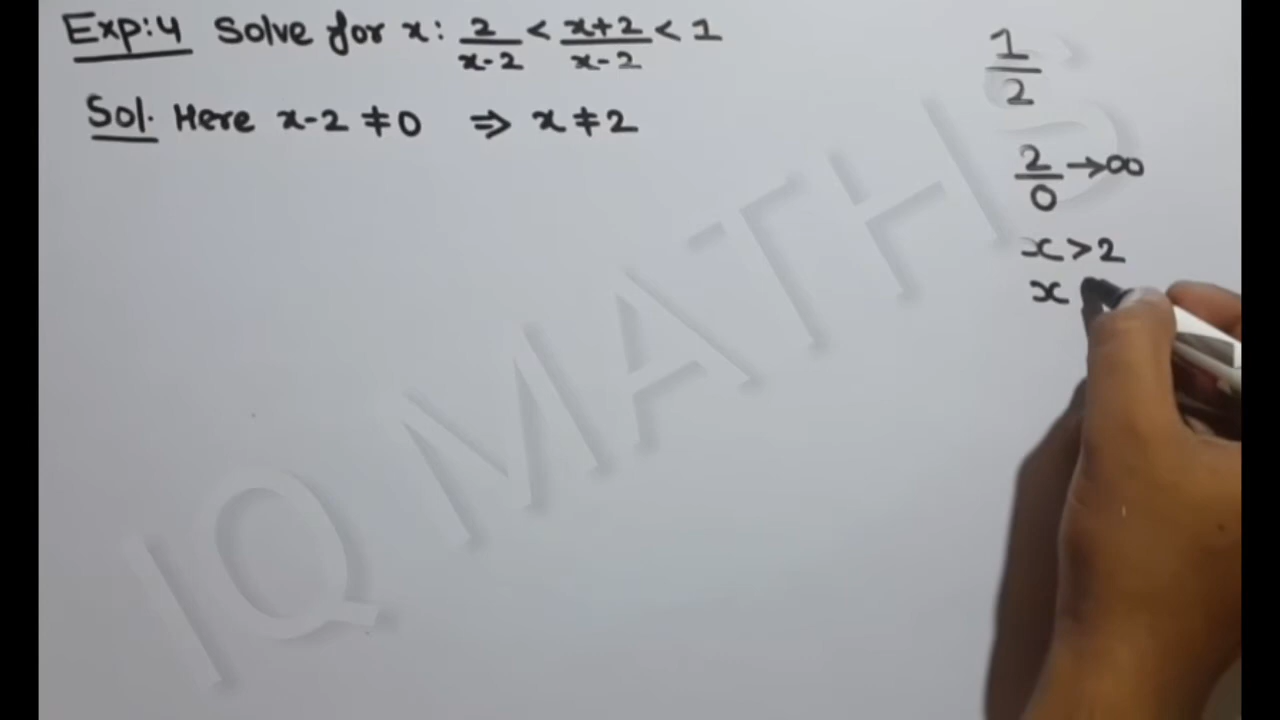 Exp:4 Solve for x: 2/(x-2) < (x+2)/(x-2) < 1
Sol. Here x-2 ≠ 0 ⇒ x ≠ 2
1/2
2/0 → ∞
x > 2
x
IQ MATHD